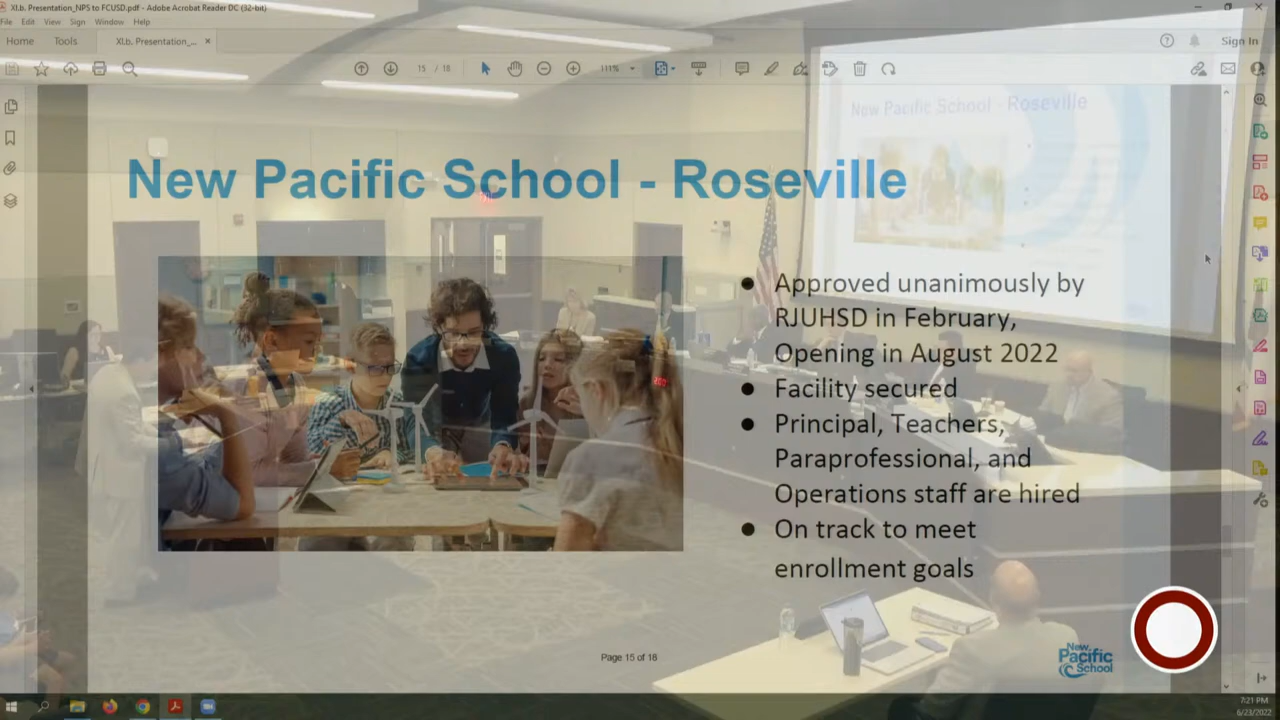 XI.b. Presentation_NPS to FCUSD.pdf - Adobe Acrobat Reader DC (32-bit)
File Edit View Sign Window Help
Home Tools XI.b. Presentation_... × Sign In
15 / 18 111%
New Pacific School - Roseville
New Pacific School - Roseville
● Approved unanimously by
RJUHSD in February,
Opening in August 2022
● Facility secured
● Principal, Teachers,
Paraprofessional, and
Operations staff are hired
● On track to meet
enrollment goals
Page 15 of 18
New
Pacific
School
7:21 PM
6/23/2022